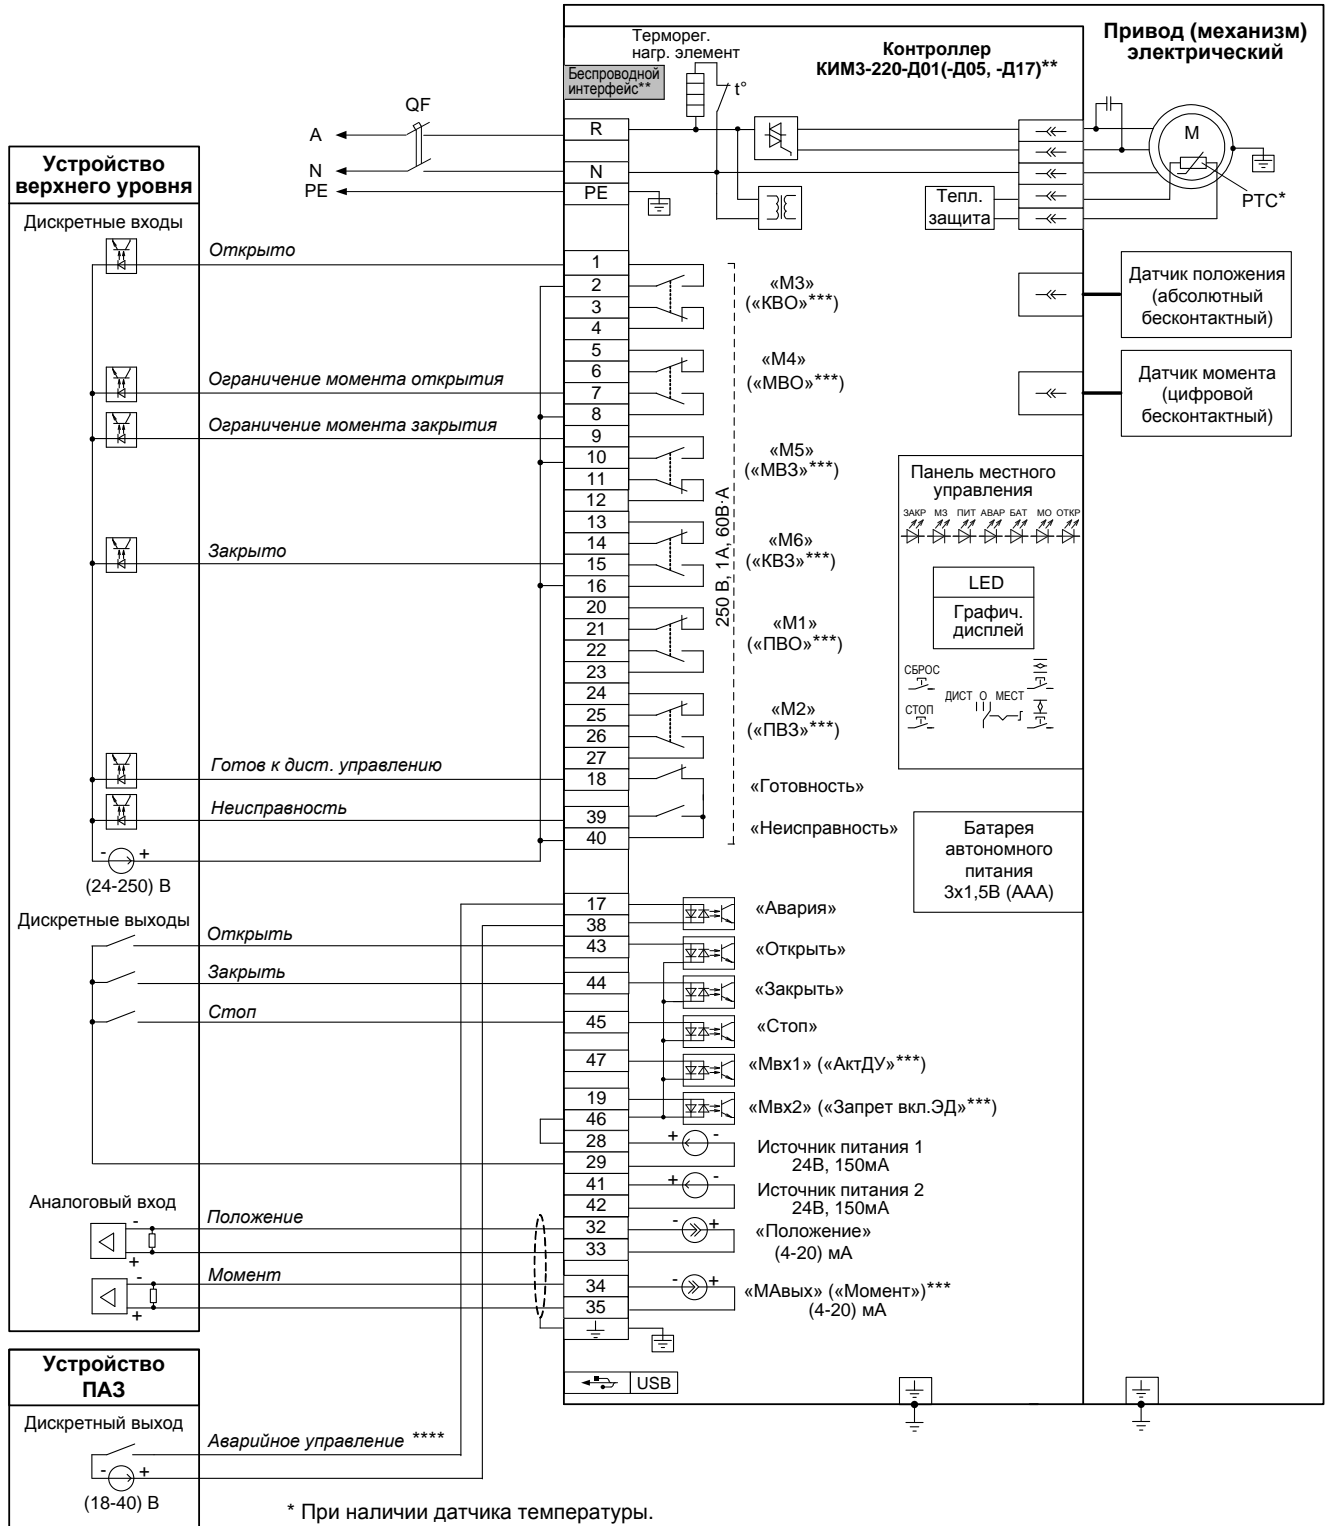 Привод (механизм)
электрический
Контроллер
КИМ3-220-Д01(-Д05, -Д17)**
Терморег.
нагр. элемент
t°
Беспроводной
интерфейс**
QF
A
N
PE
R
N
PE
M
PTC*
Тепл.
защита
Устройство
верхнего уровня
Дискретные входы
Открыто
Ограничение момента открытия
Ограничение момента закрытия
Закрыто
Готов к дист. управлению
Неисправность
- +
(24-250) В
Дискретные выходы
Открыть
Закрыть
Стоп
Аналоговый вход
Положение
-
+
Момент
-
+
Устройство
ПАЗ
Дискретный выход
Аварийное управление ****
- +
(18-40) В
1
2
3
4
5
6
7
8
9
10
11
12
13
14
15
16
20
21
22
23
24
25
26
27
18
39
40
17
38
43
44
45
47
19
46
28
29
41
42
32
33
34
35
USB
250 В, 1А, 60В·А
«М3»
(«КВО»***)
«М4»
(«МВО»***)
«М5»
(«МВЗ»***)
«М6»
(«КВЗ»***)
«М1»
(«ПВО»***)
«М2»
(«ПВЗ»***)
«Готовность»
«Неисправность»
«Авария»
«Открыть»
«Закрыть»
«Стоп»
«Мвх1» («АктДУ»***)
«Мвх2» («Запрет вкл.ЭД»***)
+ -
Источник питания 1
24В, 150мА
+ -
Источник питания 2
24В, 150мА
- +
«Положение»
(4-20) мА
- +
«МАвых» («Момент»)***
(4-20) мА
Датчик положения
(абсолютный
бесконтактный)
Датчик момента
(цифровой
бесконтактный)
Панель местного
управления
ЗАКР МЗ ПИТ АВАР БАТ МО ОТКР
LED
Графич.
дисплей
СБРОС
СТОП
ДИСТ О МЕСТ
Батарея
автономного
питания
3х1,5В (ААА)
* При наличии датчика температуры.